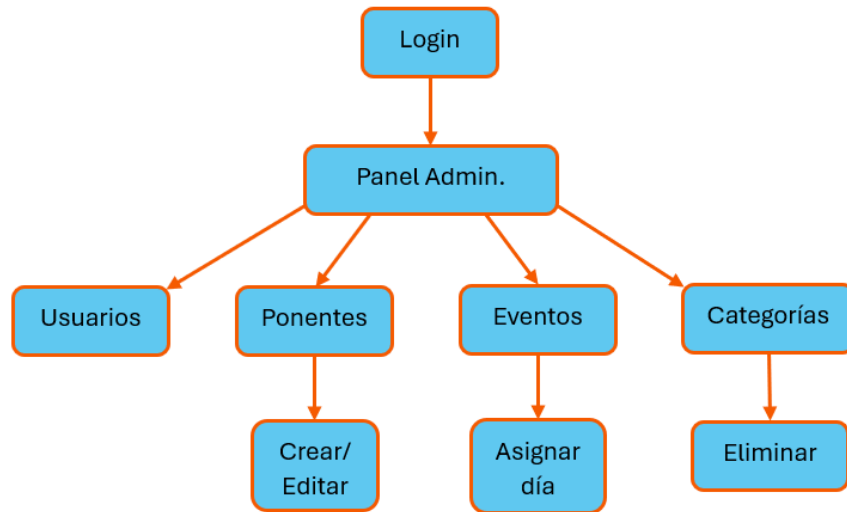 Login
Panel Admin.
Usuarios
Ponentes
Eventos
Categorías
Crear/
Editar
Asignar
día
Eliminar